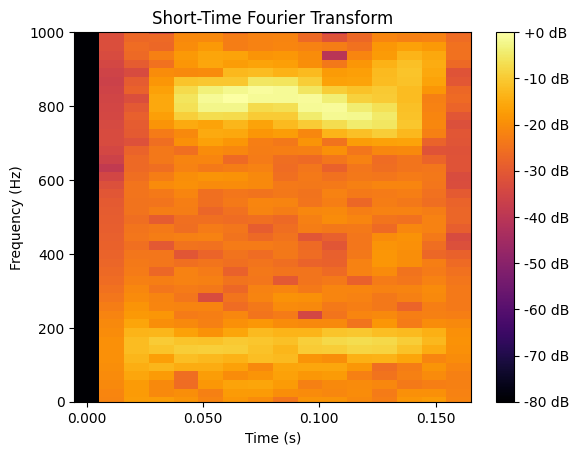 Short-Time Fourier Transform
1000
800
600
400
200
0
Frequency (Hz)
0.000
0.050
0.100
0.150
Time (s)
+0 dB
-10 dB
-20 dB
-30 dB
-40 dB
-50 dB
-60 dB
-70 dB
-80 dB